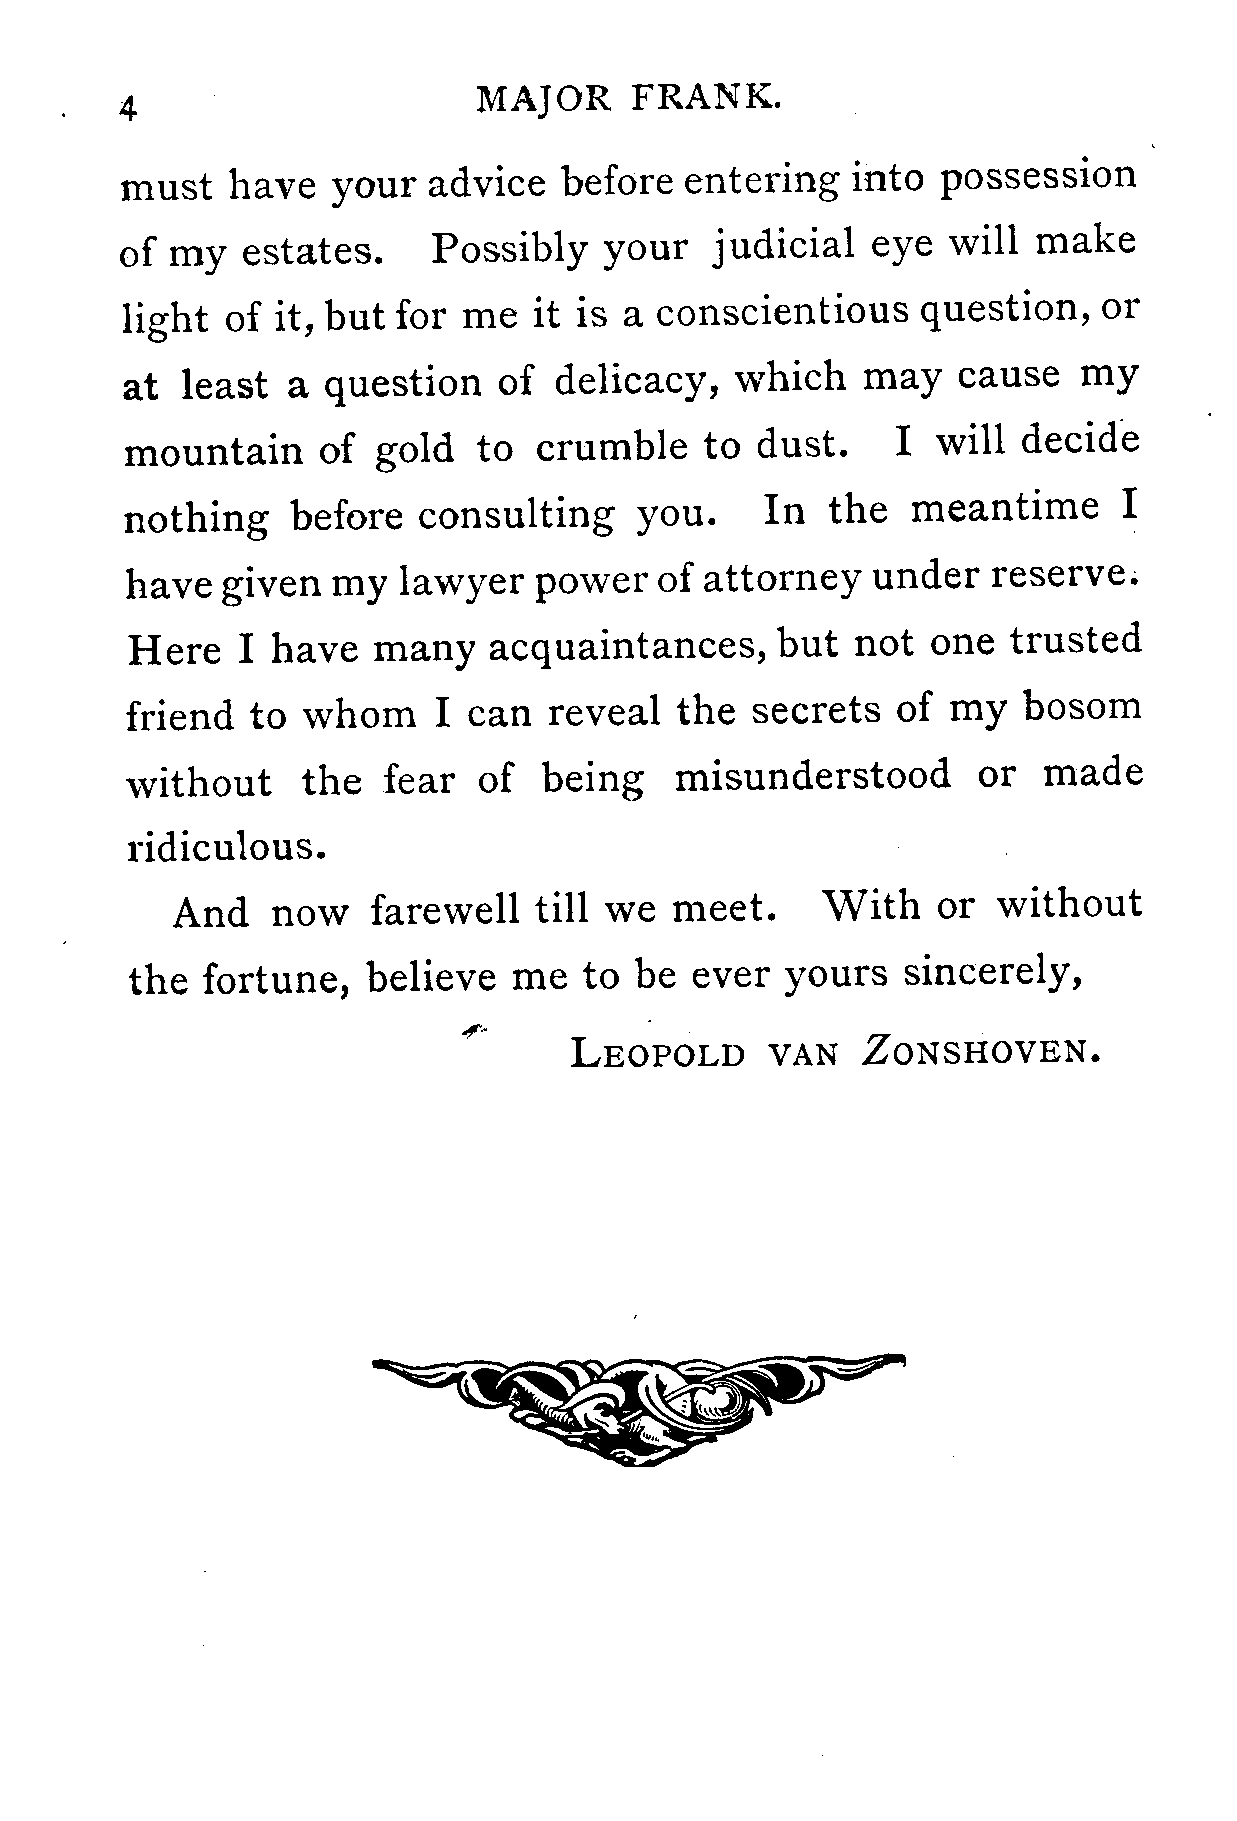 4 MAJOR FRANK.
must have your advice before entering into possession
of my estates. Possibly your judicial eye will make
light of it, but for me it is a conscientious question, or
at least a question of delicacy, which may cause my
mountain of gold to crumble to dust. I will decide
nothing before consulting you. In the meantime I
have given my lawyer power of attorney under reserve.
Here I have many acquaintances, but not one trusted
friend to whom I can reveal the secrets of my bosom
without the fear of being misunderstood or made
ridiculous.
And now farewell till we meet. With or without
the fortune, believe me to be ever yours sincerely,
LEOPOLD VAN ZONSHOVEN.